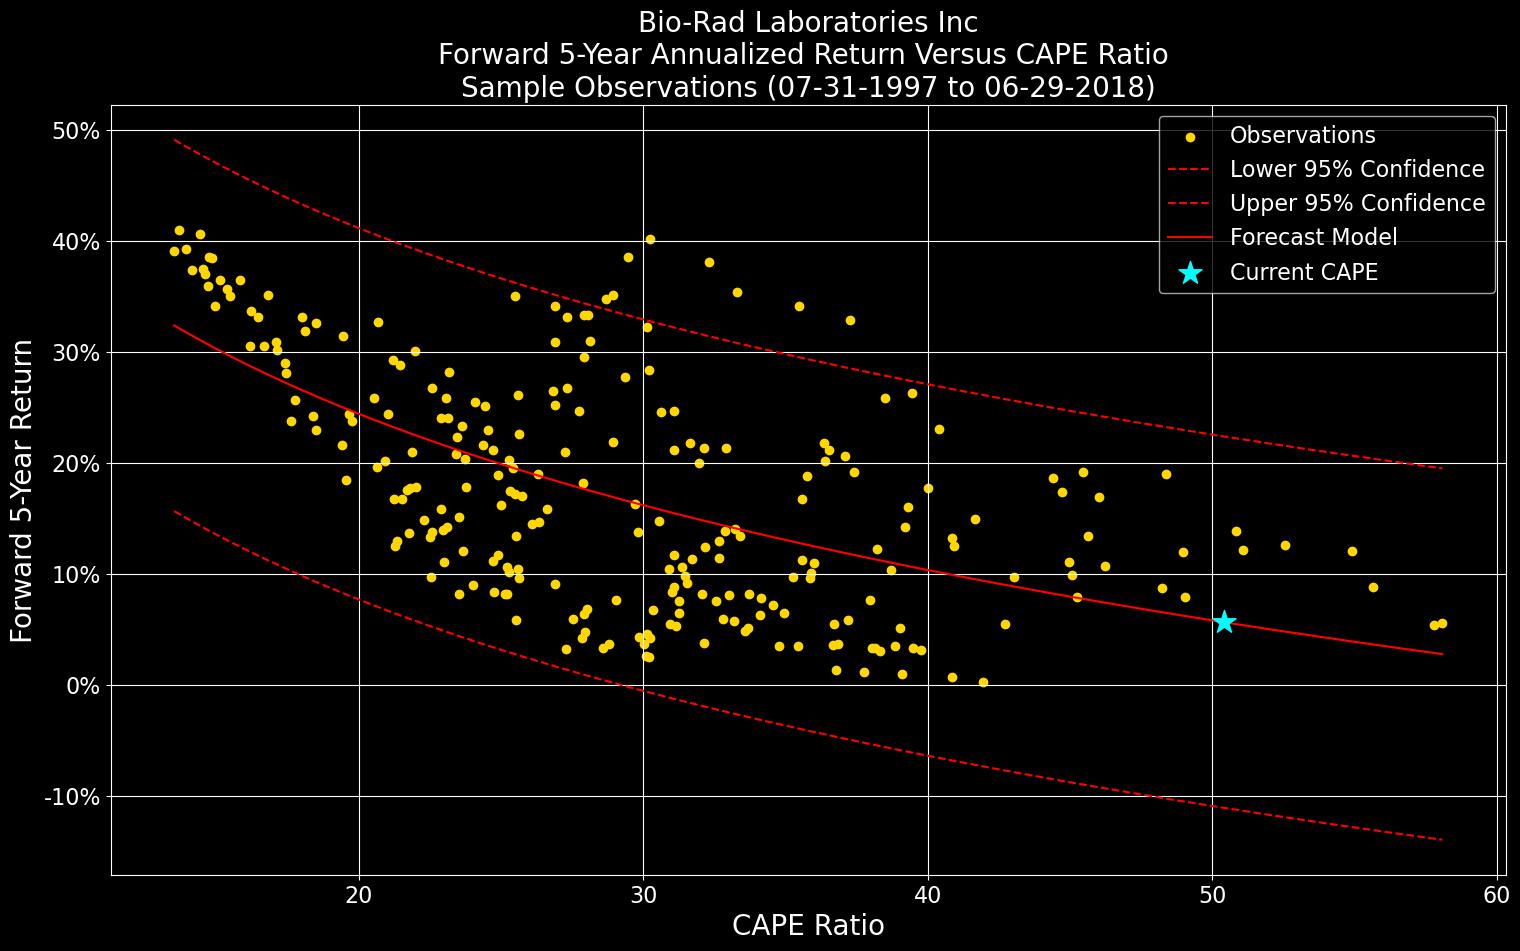 Bio-Rad Laboratories Inc
Forward 5-Year Annualized Return Versus CAPE Ratio
Sample Observations (07-31-1997 to 06-29-2018)
Observations
Lower 95% Confidence
Upper 95% Confidence
Forecast Model
Current CAPE
Forward 5-Year Return
50%
40%
30%
20%
10%
0%
-10%
20 30 40 50 60
CAPE Ratio